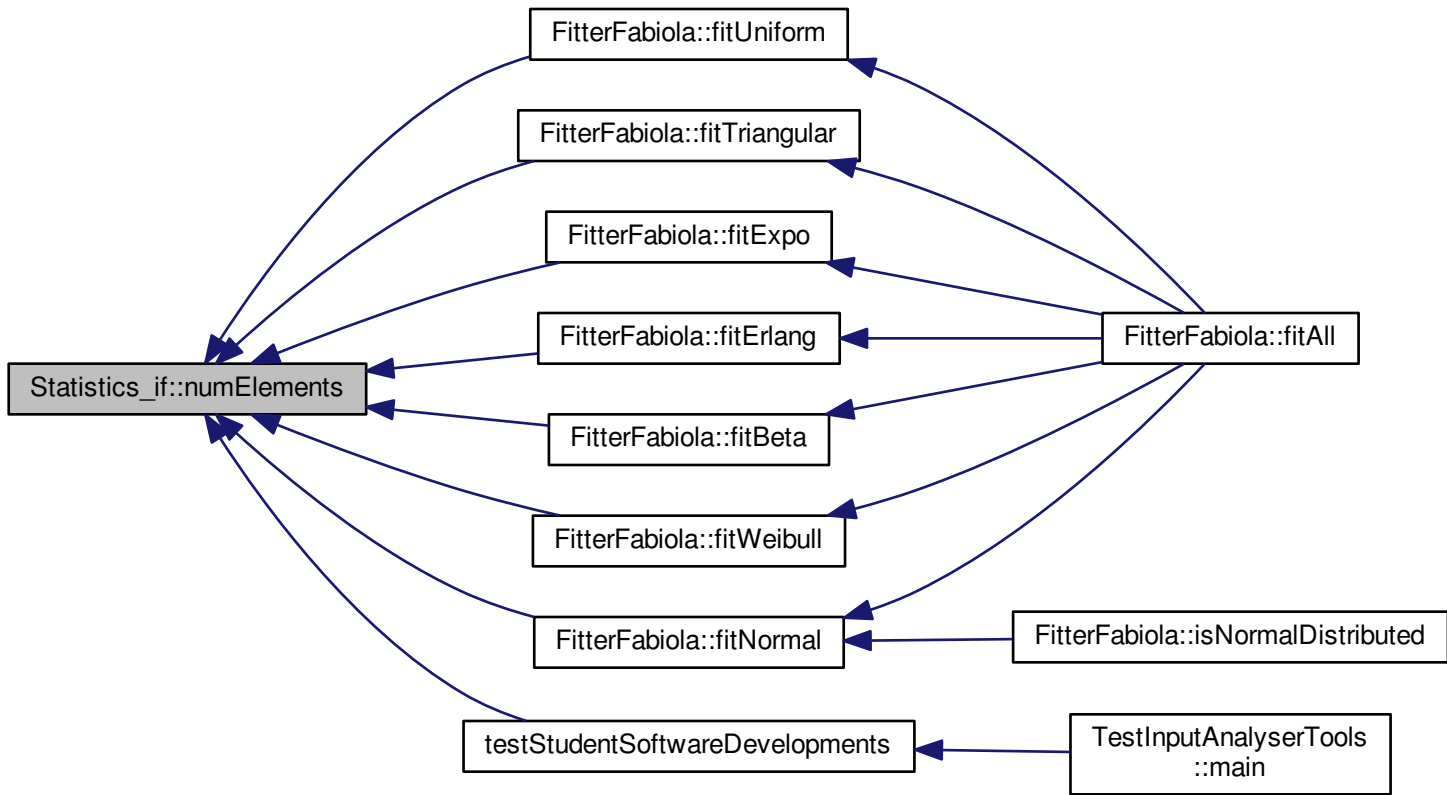 FitterFabiola::fitUniform
FitterFabiola::fitTriangular
FitterFabiola::fitExpo
FitterFabiola::fitErlang
FitterFabiola::fitAll
Statistics_if::numElements
FitterFabiola::fitBeta
FitterFabiola::fitWeibull
FitterFabiola::fitNormal
FitterFabiola::isNormalDistributed
testStudentSoftwareDevelopments
TestInputAnalyserTools
::main